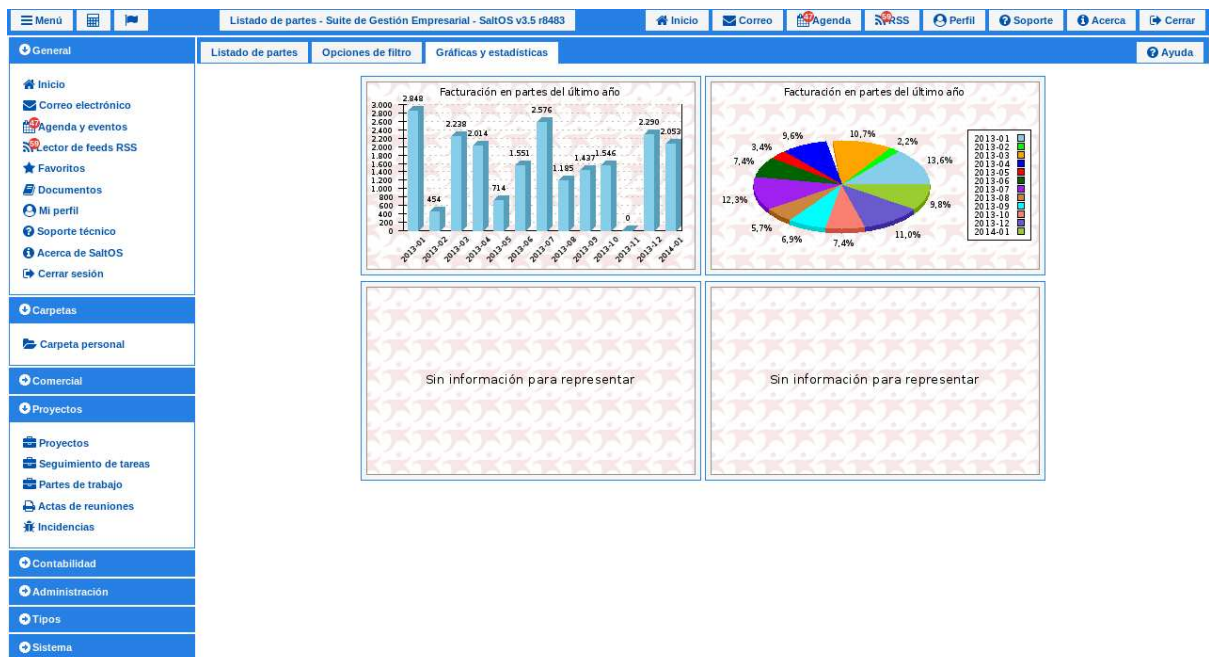 Menú
Listado de partes - Suite de Gestión Empresarial - SaltOS v3.5 r8483
Inicio
Correo
Agenda
RSS
Perfil
Soporte
Acerca
Cerrar
General
Inicio
Correo electrónico
Agenda y eventos
Lector de feeds RSS
Favoritos
Documentos
Mi perfil
Soporte técnico
Acerca de SaltOS
Cerrar sesión
Carpetas
Carpeta personal
Comercial
Proyectos
Proyectos
Seguimiento de tareas
Partes de trabajo
Actas de reuniones
Incidencias
Contabilidad
Administración
Tipos
Sistema
Listado de partes
Opciones de filtro
Gráficas y estadísticas
Ayuda
Facturación en partes del último año
3.000
2.800
2.600
2.400
2.200
2.000
1.800
1.600
1.400
1.200
1.000
800
600
400
200
0
2.848
454
2.238
2.014
714
1.551
2.576
1.185
1.437
1.546
0
2.290
2.053
2013-01
2013-02
2013-03
2013-04
2013-05
2013-06
2013-07
2013-08
2013-09
2013-10
2013-11
2013-12
2014-01
Facturación en partes del último año
9,6%
10,7%
2,2%
3,4%
7,4%
13,6%
12,3%
9,8%
5,7%
6,9%
7,4%
11,0%
2013-01
2013-02
2013-03
2013-04
2013-05
2013-06
2013-07
2013-08
2013-09
2013-10
2013-12
2014-01
Sin información para representar
Sin información para representar